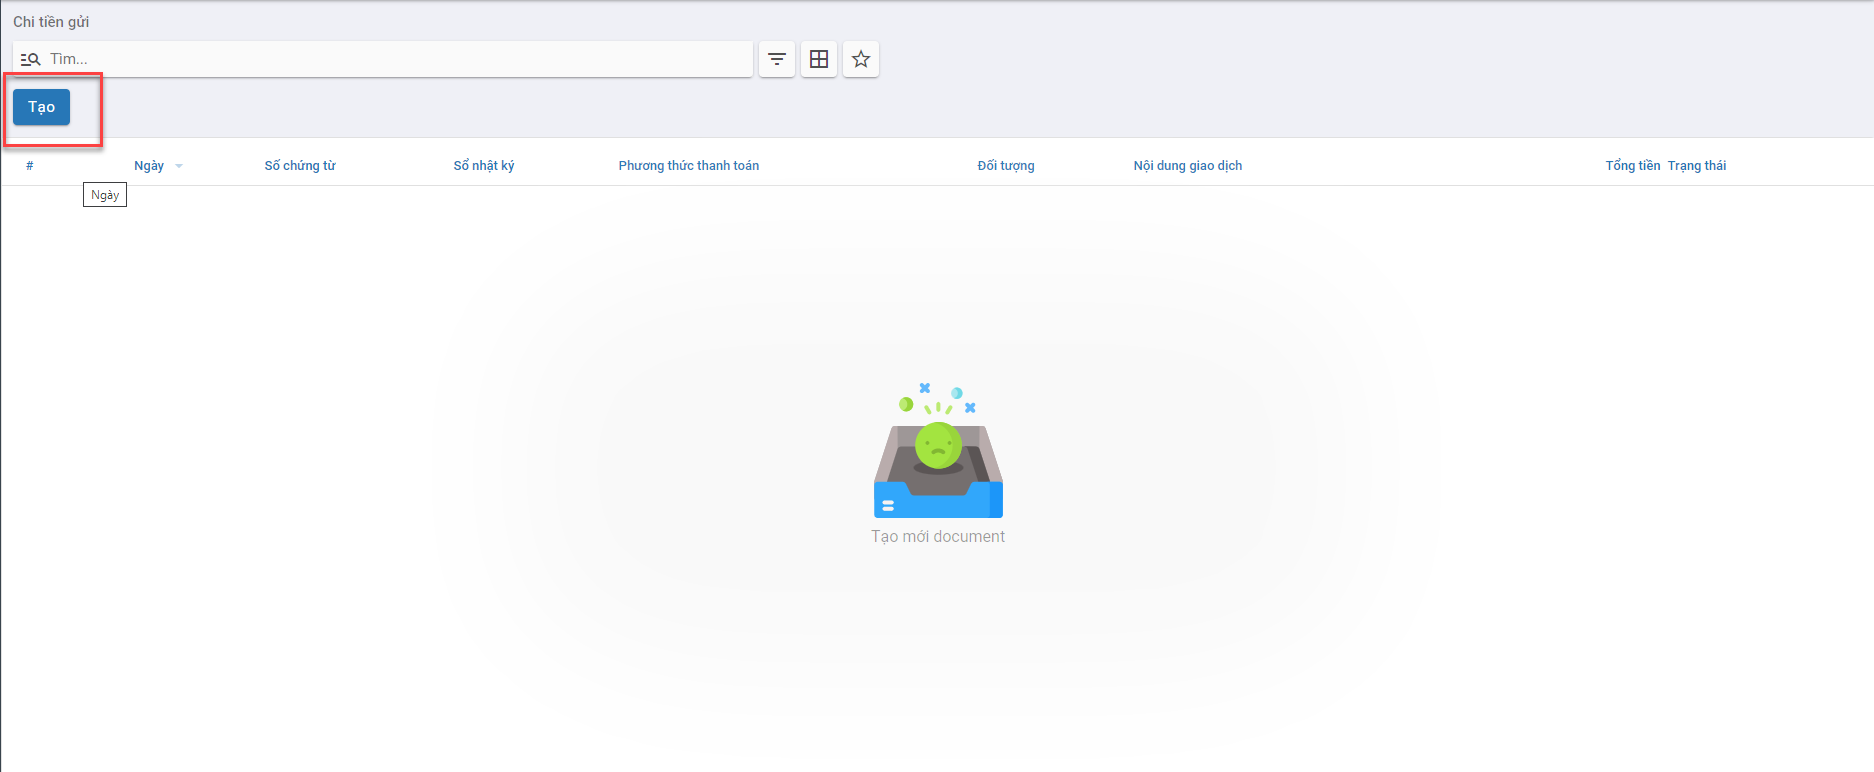 Chi tiền gửi
Tìm...
Tạo
# Ngày Số chứng từ Sổ nhật ký Phương thức thanh toán Đối tượng Nội dung giao dịch Tổng tiền Trạng thái
Ngày
Tạo mới document